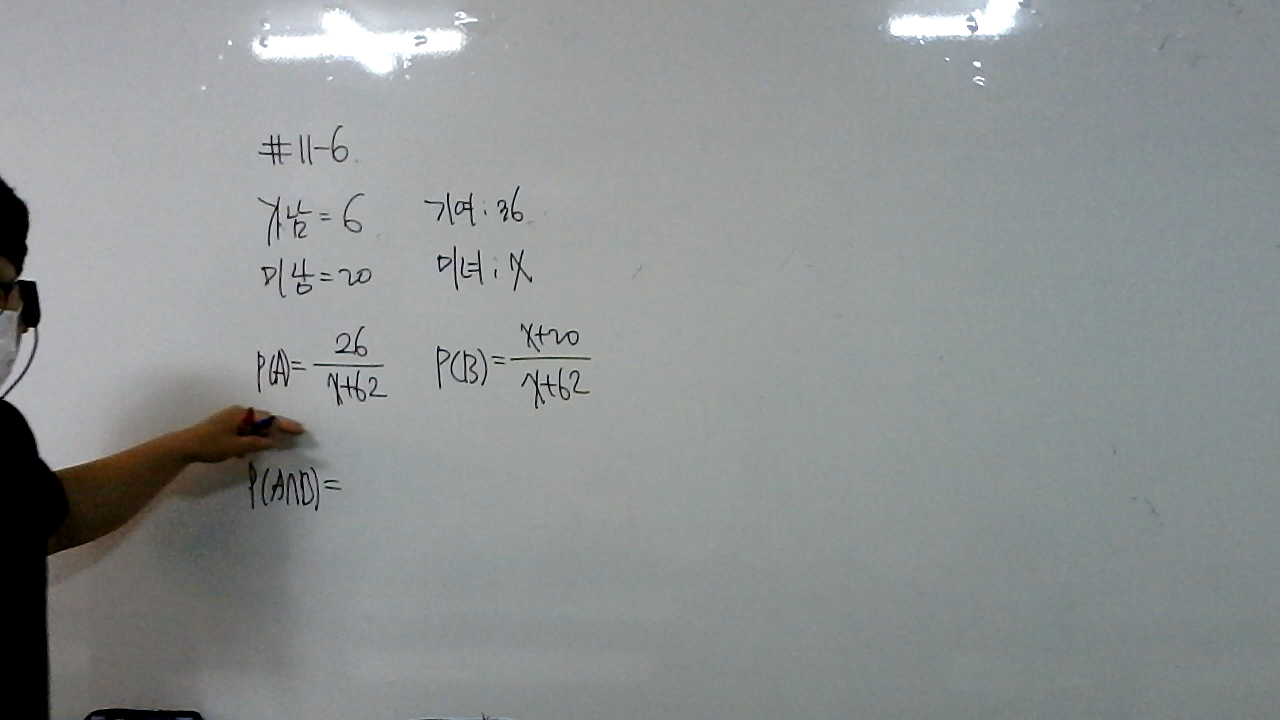 #11-6.
기남=6 기여:36
미남=20 미녀:x
P(A)=26/(x+62) P(B)=(x+20)/(x+62)
P(A∩B)=